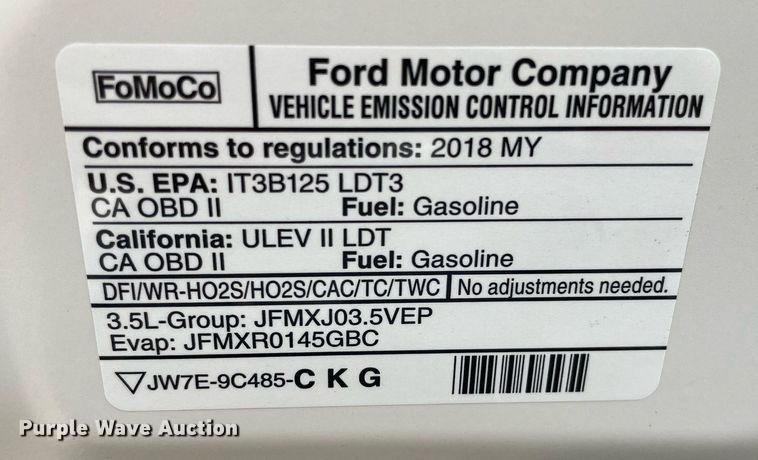 FoMoCo
Ford Motor Company
VEHICLE EMISSION CONTROL INFORMATION
Conforms to regulations: 2018 MY
U.S. EPA: IT3B125 LDT3
CA OBD II Fuel: Gasoline
California: ULEV II LDT
CA OBD II Fuel: Gasoline
DFI/WR-HO2S/HO2S/CAC/TC/TWC No adjustments needed.
3.5L-Group: JFMXJ03.5VEP
Evap: JFMXR0145GBC
▽JW7E-9C485-C K G
Purple Wave Auction